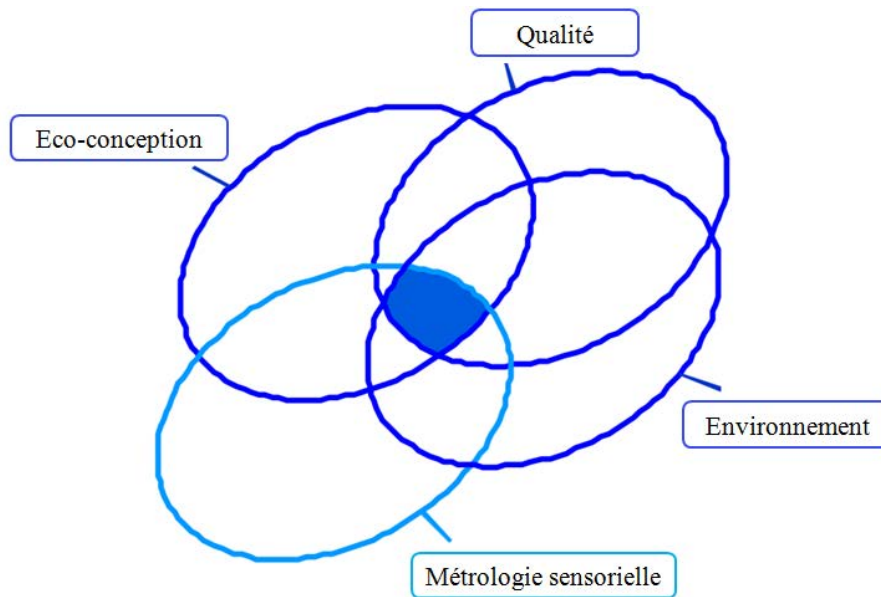 Qualité
Eco-conception
Environnement
Métrologie sensorielle